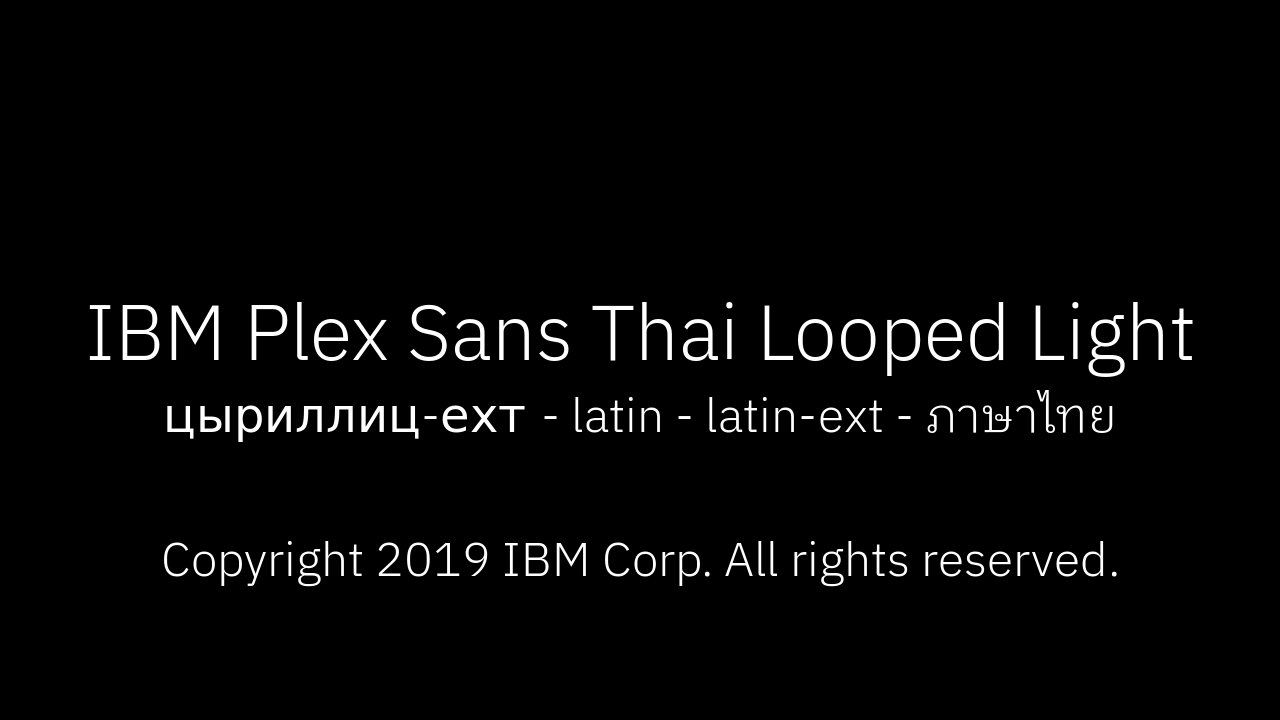 IBM Plex Sans Thai Looped Light
цыриллиц-ехт - latin - latin-ext - ภาษาไทย
Copyright 2019 IBM Corp. All rights reserved.